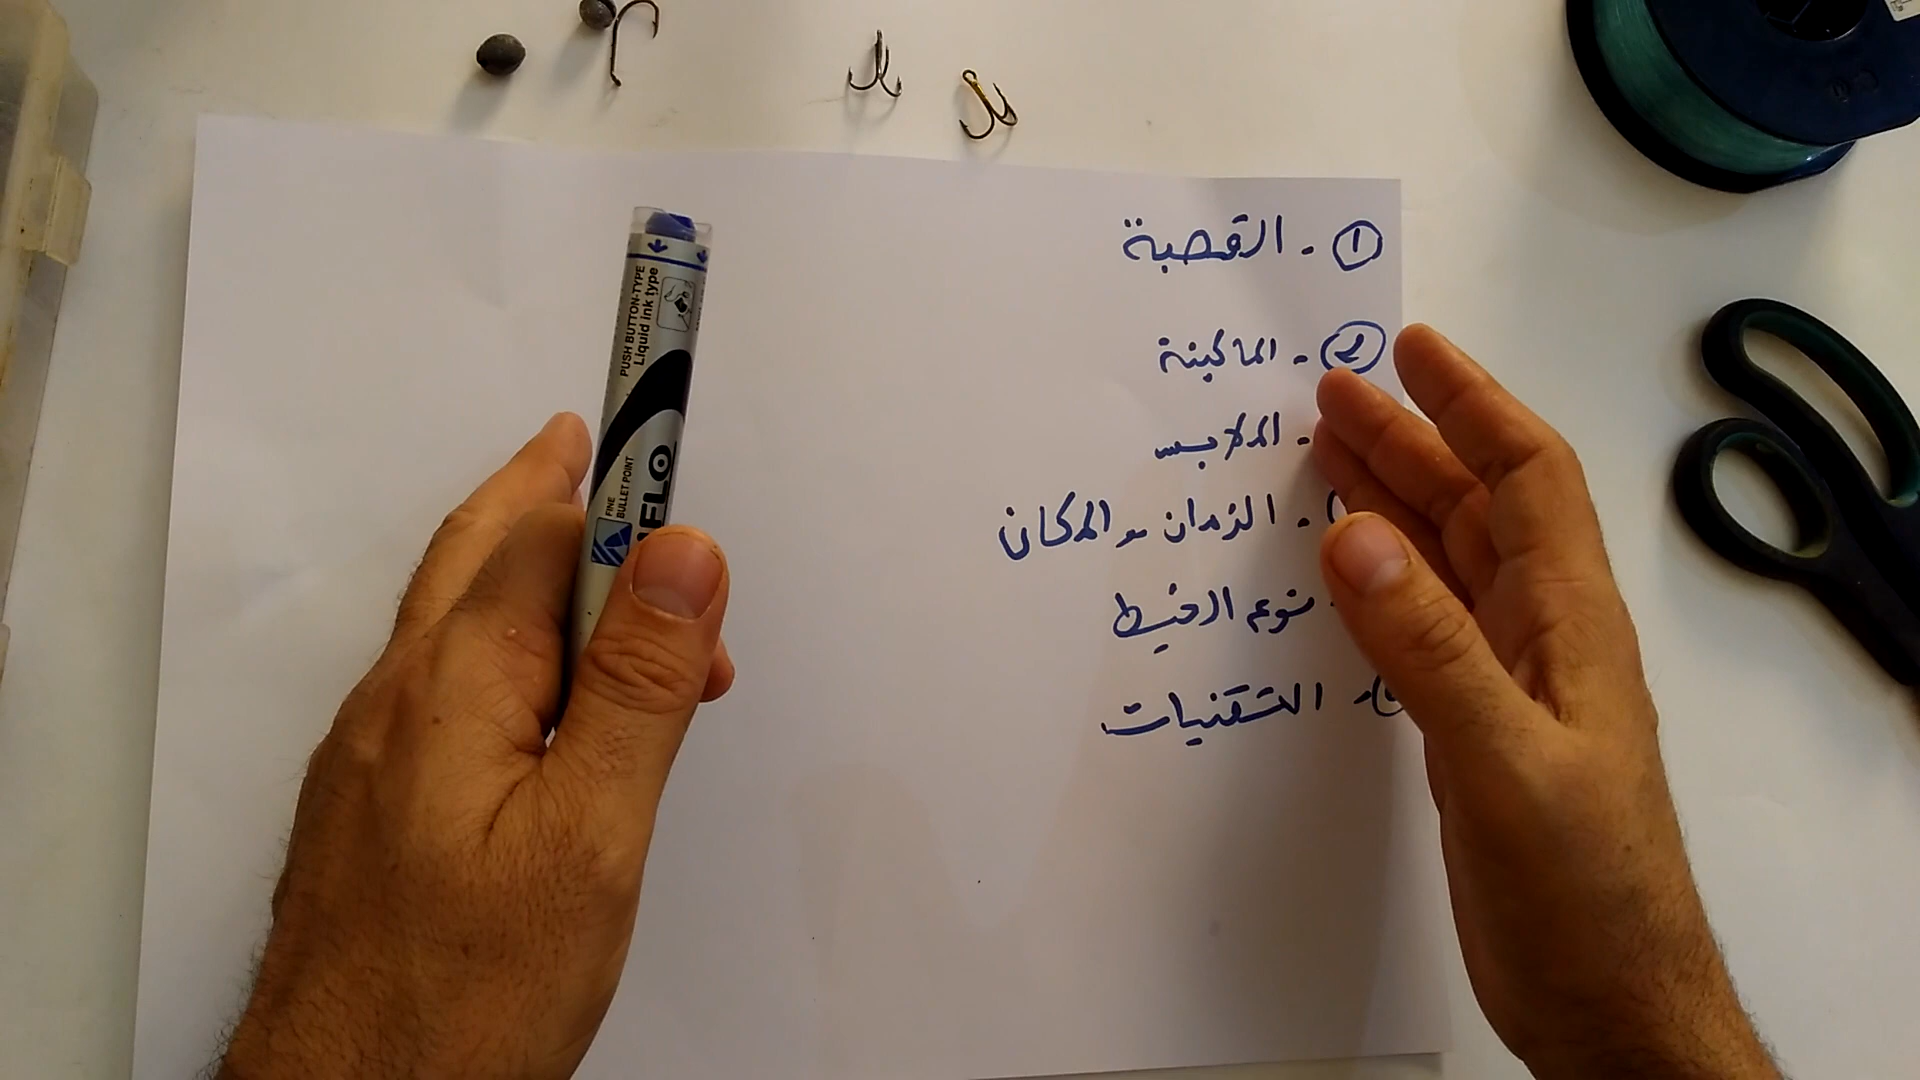 ① - القصبة
② - الماكينة
- الملابس
- الزمان و المكان
نوع الخيط
- التقنيات
PUSH BUTTON-TYPE
Liquid ink type
FINE
BULLET POINT
FLO